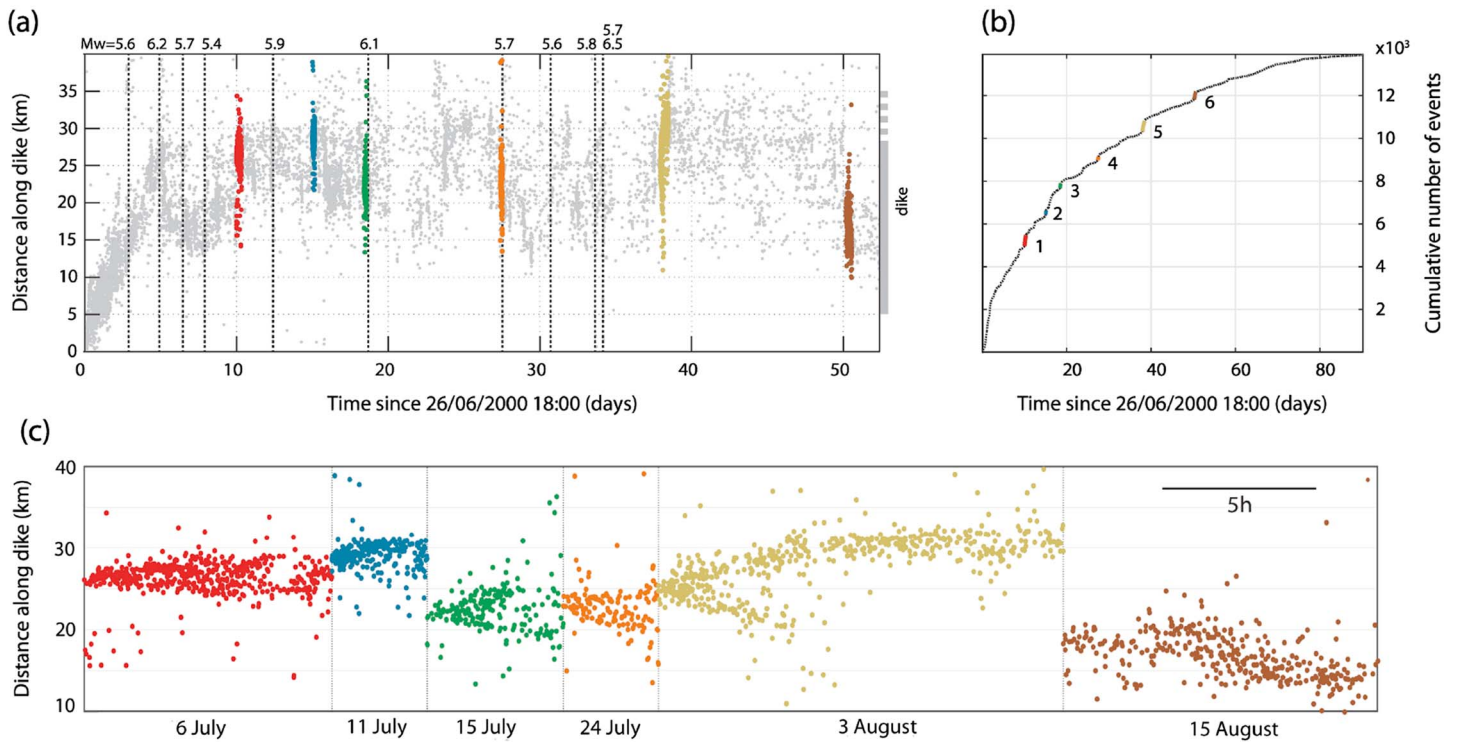 (a)
5.7
Mw=5.6 6.2 5.7 5.4 5.9 6.1 5.7 5.6 5.8 6.5
Distance along dike (km)
35
30
25
20
15
10
5
0
dike
0 10 20 30 40 50
Time since 26/06/2000 18:00 (days)
(b)
x10³
12
10
8
6
4
2
1
2
3
4
5
6
Cumulative number of events
20 40 60 80
Time since 26/06/2000 18:00 (days)
(c)
Distance along dike (km)
40
30
20
10
5h
6 July 11 July 15 July 24 July 3 August 15 August